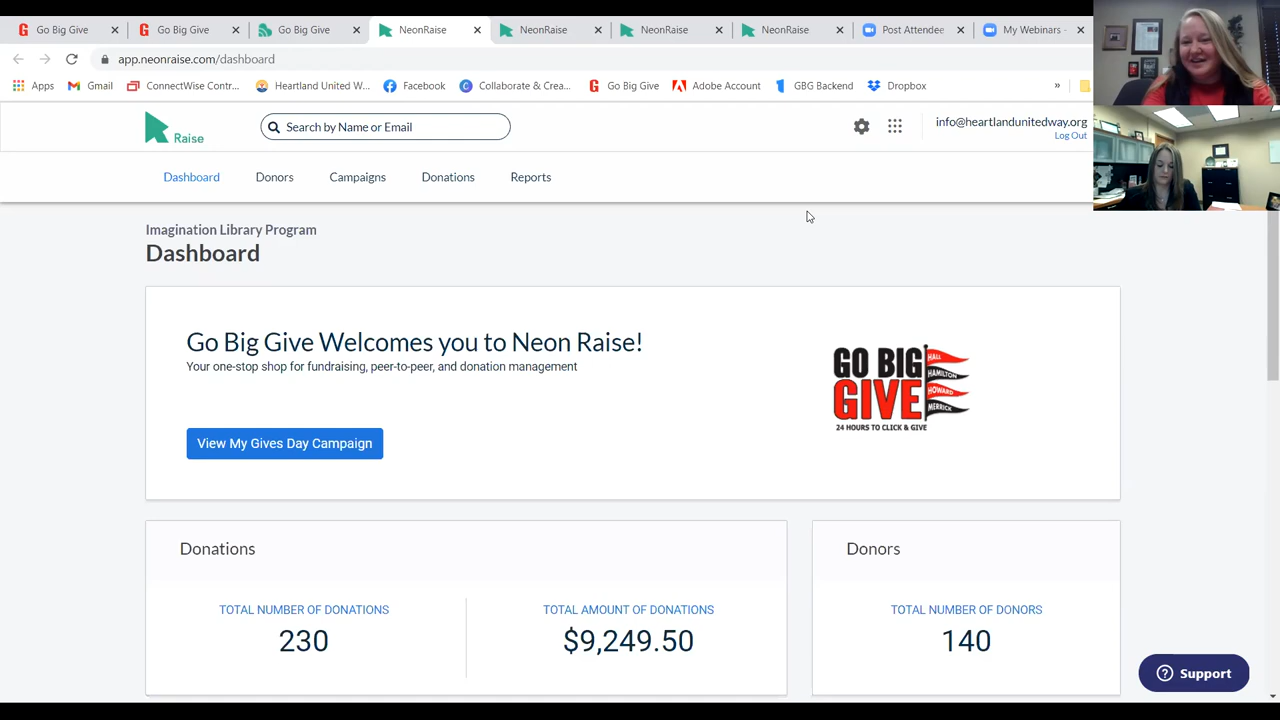 Go Big Give
Go Big Give
Go Big Give
NeonRaise
NeonRaise
NeonRaise
NeonRaise
Post Attendee
My Webinars -
app.neonraise.com/dashboard
Apps
Gmail
ConnectWise Contr...
Heartland United W...
Facebook
Collaborate & Crea...
Go Big Give
Adobe Account
GBG Backend
Dropbox
»
Raise
Search by Name or Email
info@heartlandunitedway.org
Log Out
Dashboard
Donors
Campaigns
Donations
Reports
Imagination Library Program
Dashboard
Go Big Give Welcomes you to Neon Raise!
Your one-stop shop for fundraising, peer-to-peer, and donation management
View My Gives Day Campaign
GO BIG
GIVE
HALL
HAMILTON
HOWARD
MERRICK
24 HOURS TO CLICK & GIVE
Donations
TOTAL NUMBER OF DONATIONS
230
TOTAL AMOUNT OF DONATIONS
$9,249.50
Donors
TOTAL NUMBER OF DONORS
140
Support